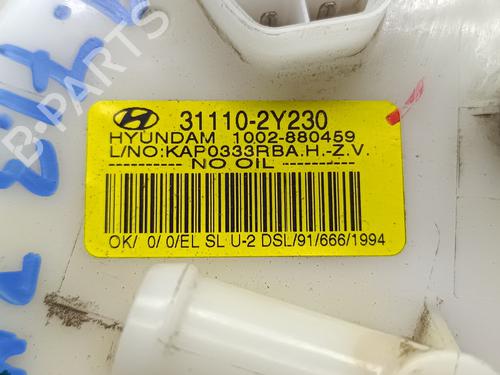 31110-2Y230
HYUNDAM 1002-880459
L/NO:KAP0333RBA.H.-Z.V.
---------- NO OIL ----------
OK/ 0/ 0/EL SL U-2 DSL/91/666/1994